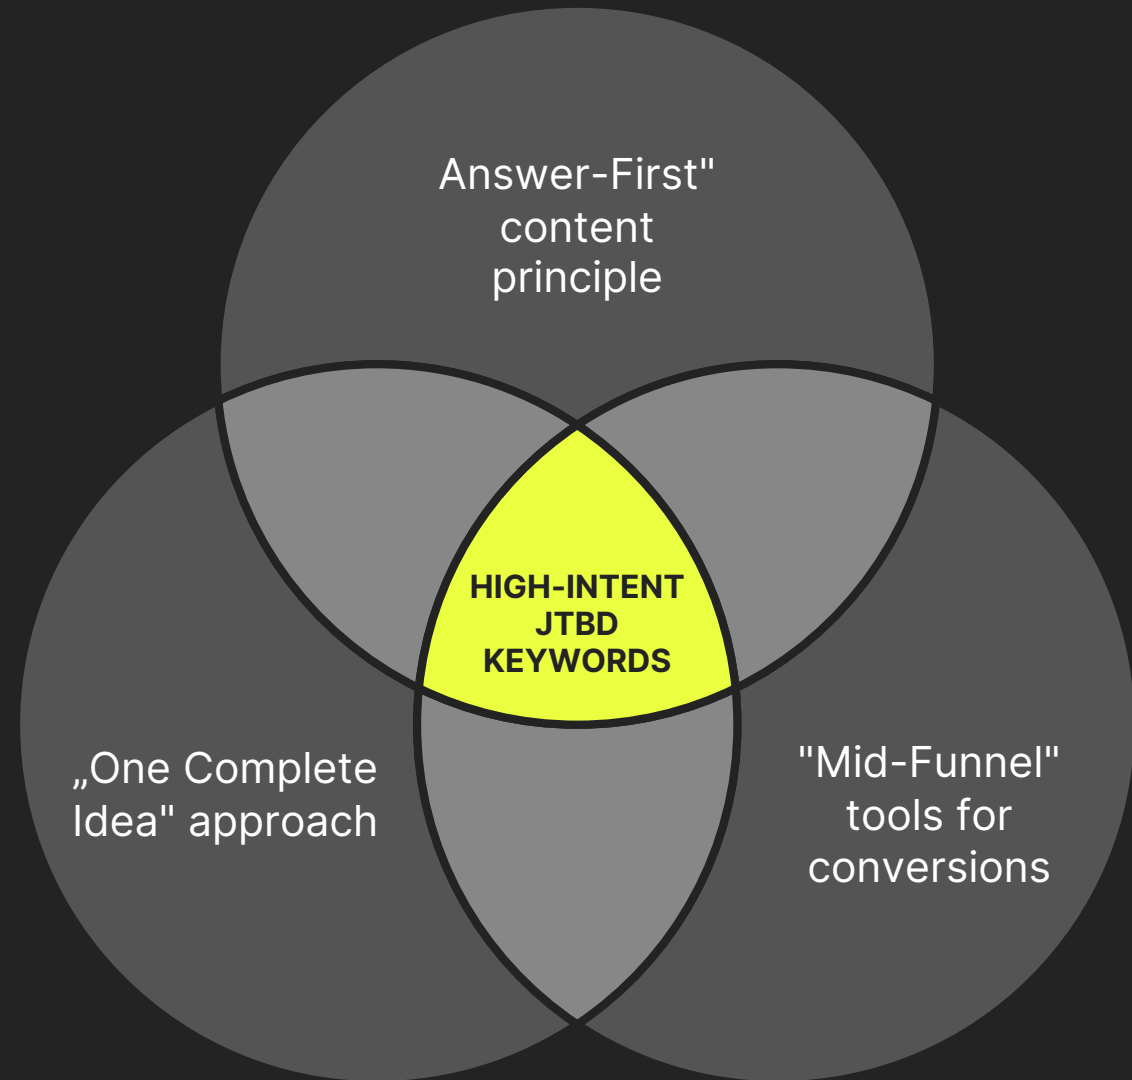 Answer-First"
content
principle
HIGH-INTENT
JTBD
KEYWORDS
„One Complete
Idea" approach
"Mid-Funnel"
tools for
conversions